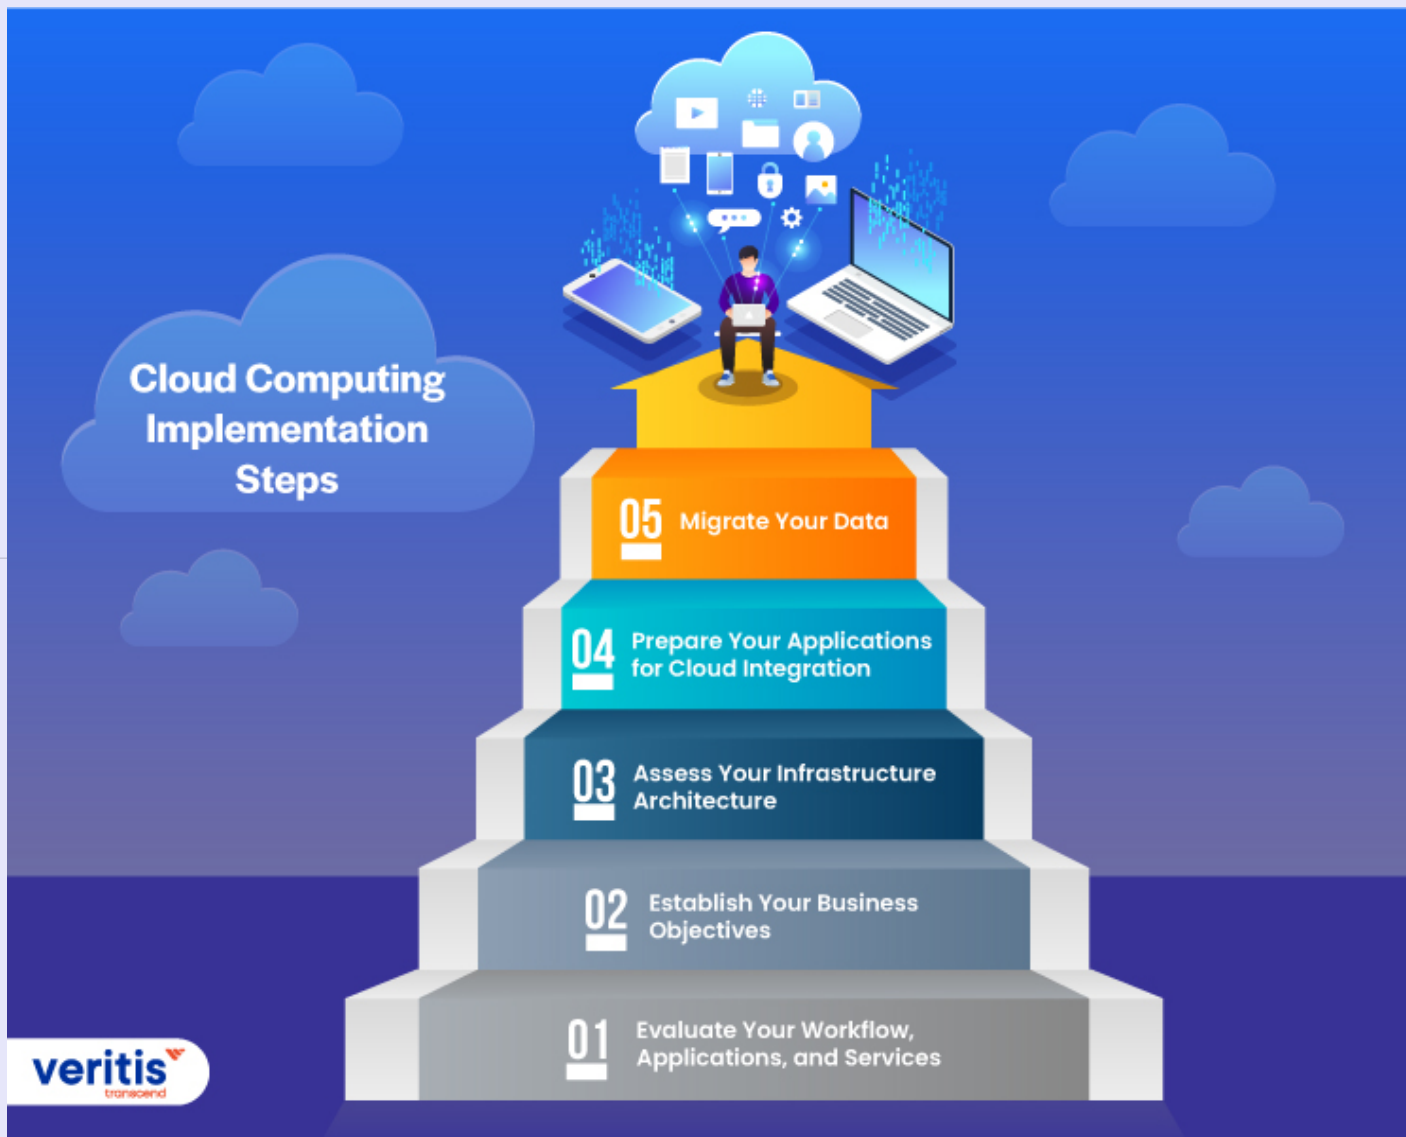 Cloud Computing
Implementation
Steps
05 Migrate Your Data
04 Prepare Your Applications
for Cloud Integration
03 Assess Your Infrastructure
Architecture
02 Establish Your Business
Objectives
01 Evaluate Your Workflow,
Applications, and Services
veritis
transcend